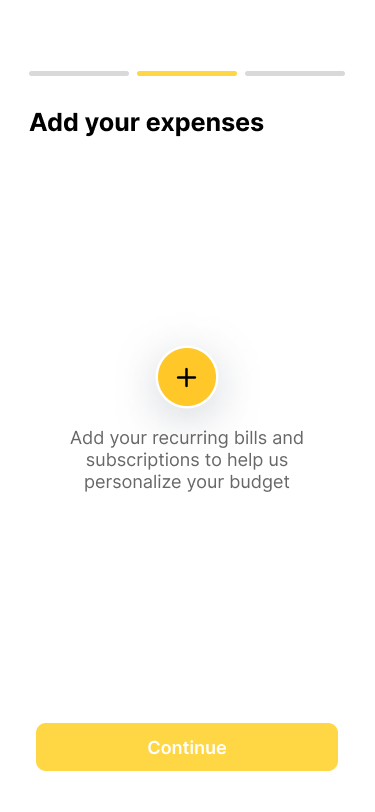 Add your expenses
Add your recurring bills and
subscriptions to help us
personalize your budget
Continue